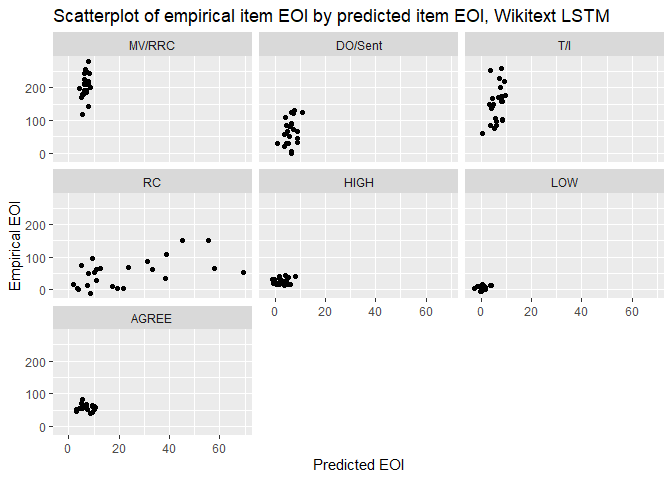 Scatterplot of empirical item EOI by predicted item EOI, Wikitext LSTM
MV/RRC DO/Sent T/I
200
100
0
RC HIGH LOW
Empirical EOI
200
100
0
0 20 40 60 0 20 40 60
AGREE
200
100
0
0 20 40 60
Predicted EOI